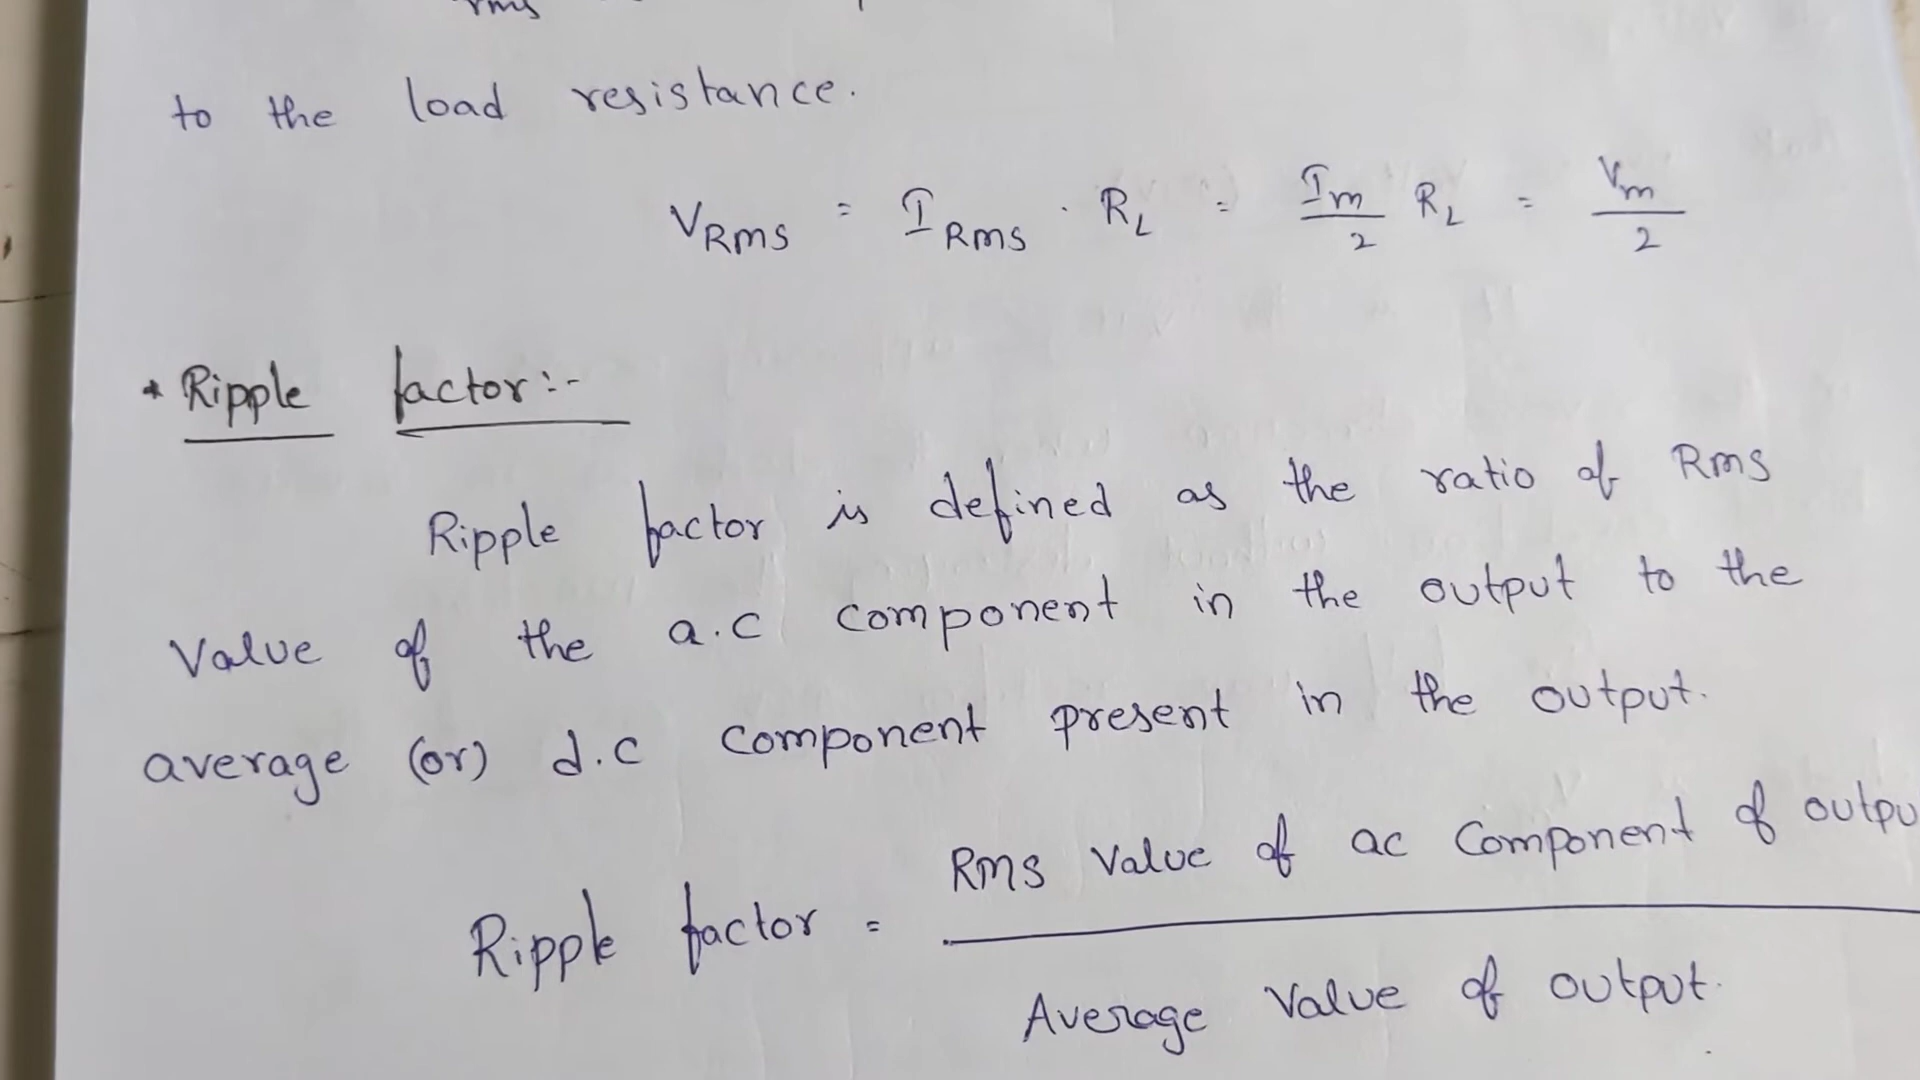 rms
to the load resistance.
VRms = IRms . RL = Im/2 RL = Vm/2
* Ripple factor:-
Ripple factor is defined as the ratio of Rms
Value of the a.c component in the output to the
average (or) d.c component present in the output.
Rms Value of ac Component of outpu
Ripple factor =
Average Value of output.